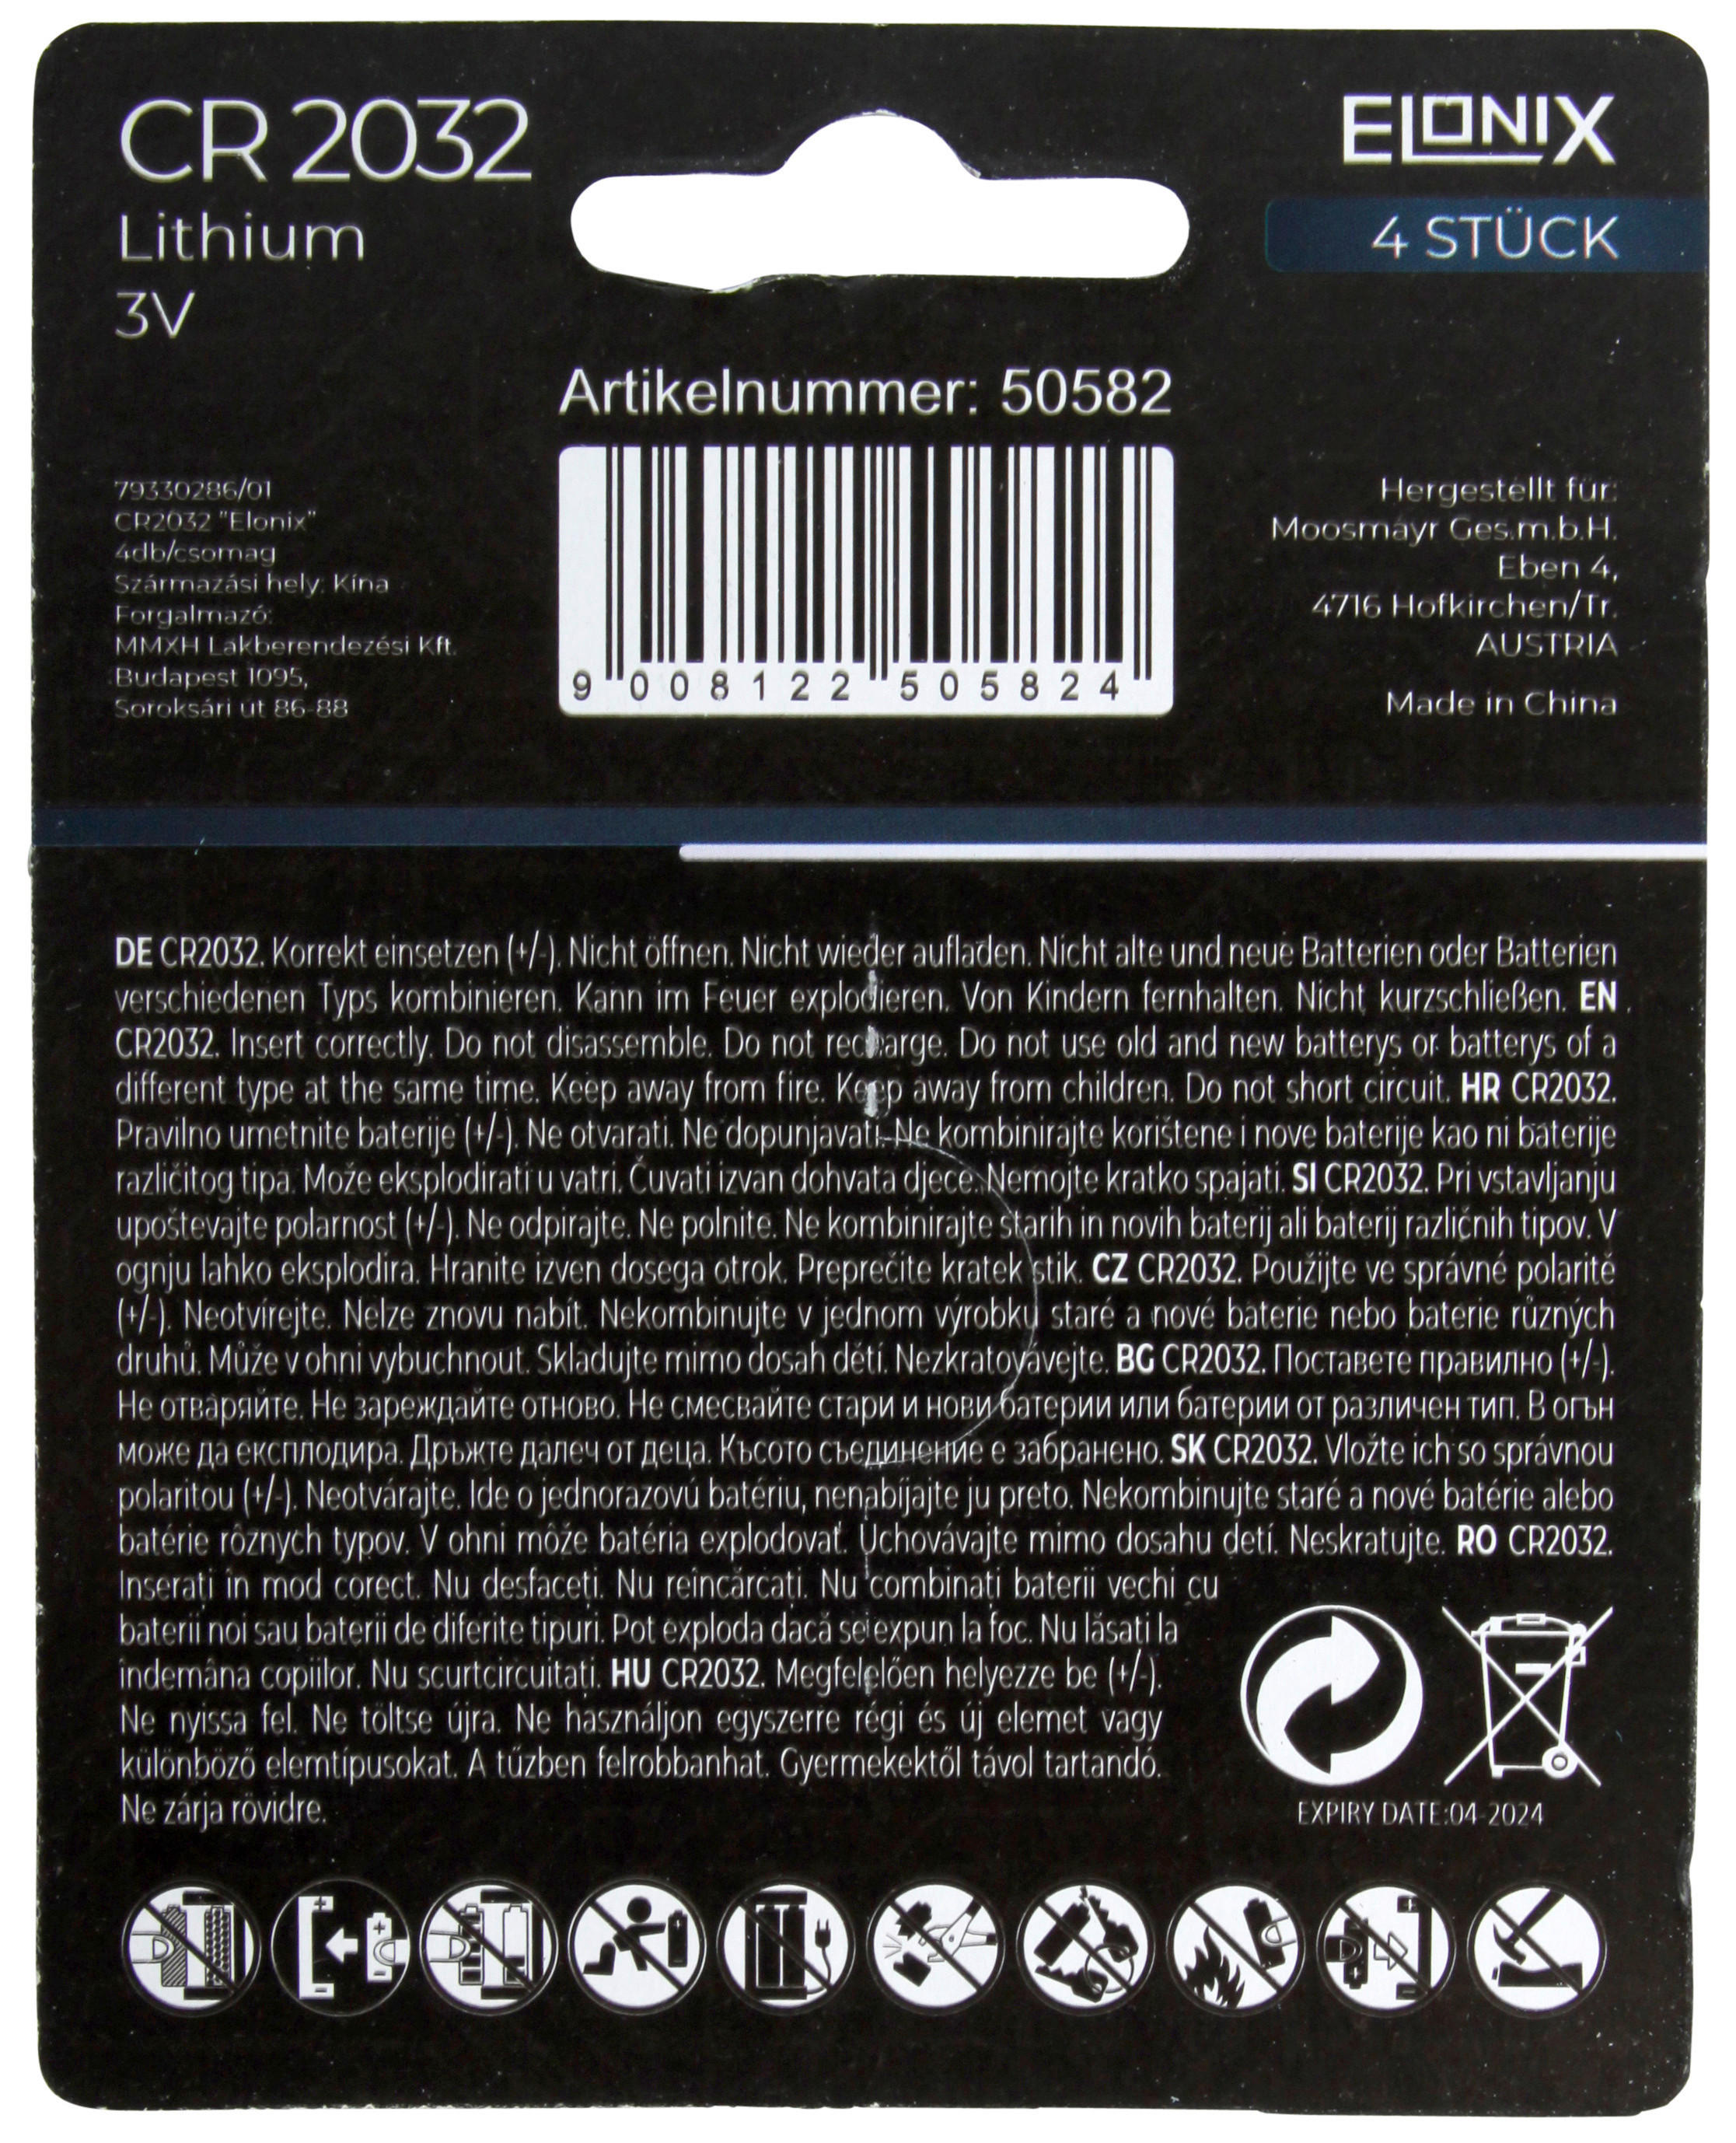 CR 2032
Lithium
3V
ELONIX
4 STÜCK
Artikelnummer: 50582
79330286/01
CR2032 "Elonix"
4db/csomag
Származási hely: Kína
Forgalmazó:
MMXH Lakberendezési Kft.
Budapest 1095,
Soroksári út 86-88
9 008122 505824
Hergestellt für:
Moosmayr Ges.m.b.H.
Eben 4,
4716 Hofkirchen/Tr.
AUSTRIA
Made in China
DE CR2032. Korrekt einsetzen (+/-). Nicht öffnen. Nicht wieder aufladen. Nicht alte und neue Batterien oder Batterien
verschiedenen Typs kombinieren. Kann im Feuer explodieren. Von Kindern fernhalten. Nicht kurzschließen. EN
CR2032. Insert correctly. Do not disassemble. Do not recharge. Do not use old and new batterys or batterys of a
different type at the same time. Keep away from fire. Keep away from children. Do not short circuit. HR CR2032.
Pravilno umetnite baterije (+/-). Ne otvarati. Ne dopunjavati. Ne kombinirajte korištene i nove baterije kao ni baterije
različitog tipa. Može eksplodirati u vatri. Čuvati izvan dohvata djece. Nemojte kratko spajati. SI CR2032. Pri vstavljanju
upoštevajte polarnost (+/-). Ne odpirajte. Ne polnite. Ne kombinirajte starih in novih baterij ali baterij različnih tipov. V
ognju lahko eksplodira. Hranite izven dosega otrok. Preprečite kratek stik. CZ CR2032. Použijte ve správné polaritě
(+/-). Neotvírejte. Nelze znovu nabít. Nekombinujte v jednom výrobku staré a nové baterie nebo baterie různých
druhů. Může v ohni vybuchnout. Skladujte mimo dosah dětí. Nezkratovávejte. BG CR2032. Поставете правилно (+/-).
Не отваряйте. Не зареждайте отново. Не смесвайте стари и нови батерии или батерии от различен тип. В огън
може да експлодира. Дръжте далеч от деца. Късото съединение е забранено. SK CR2032. Vložte ich so správnou
polaritou (+/-). Neotvárajte. Ide o jednorazovú batériu, nenabíjajte ju preto. Nekombinujte staré a nové batérie alebo
batérie rôznych typov. V ohni môže batéria explodovať. Uchovávajte mimo dosahu detí. Neskratujte. RO CR2032.
Inserați în mod corect. Nu desfaceți. Nu reîncărcați. Nu combinați baterii vechi cu
baterii noi sau baterii de diferite tipuri. Pot exploda dacă se expun la foc. Nu lăsați la
îndemâna copiilor. Nu scurtcircuitați. HU CR2032. Megfelelően helyezze be (+/-).
Ne nyissa fel. Ne töltse újra. Ne használjon egyszerre régi és új elemet vagy
különböző elemtípusokat. A tűzben felrobbanhat. Gyermekektől távol tartandó.
Ne zárja rövidre.
EXPIRY DATE:04-2024